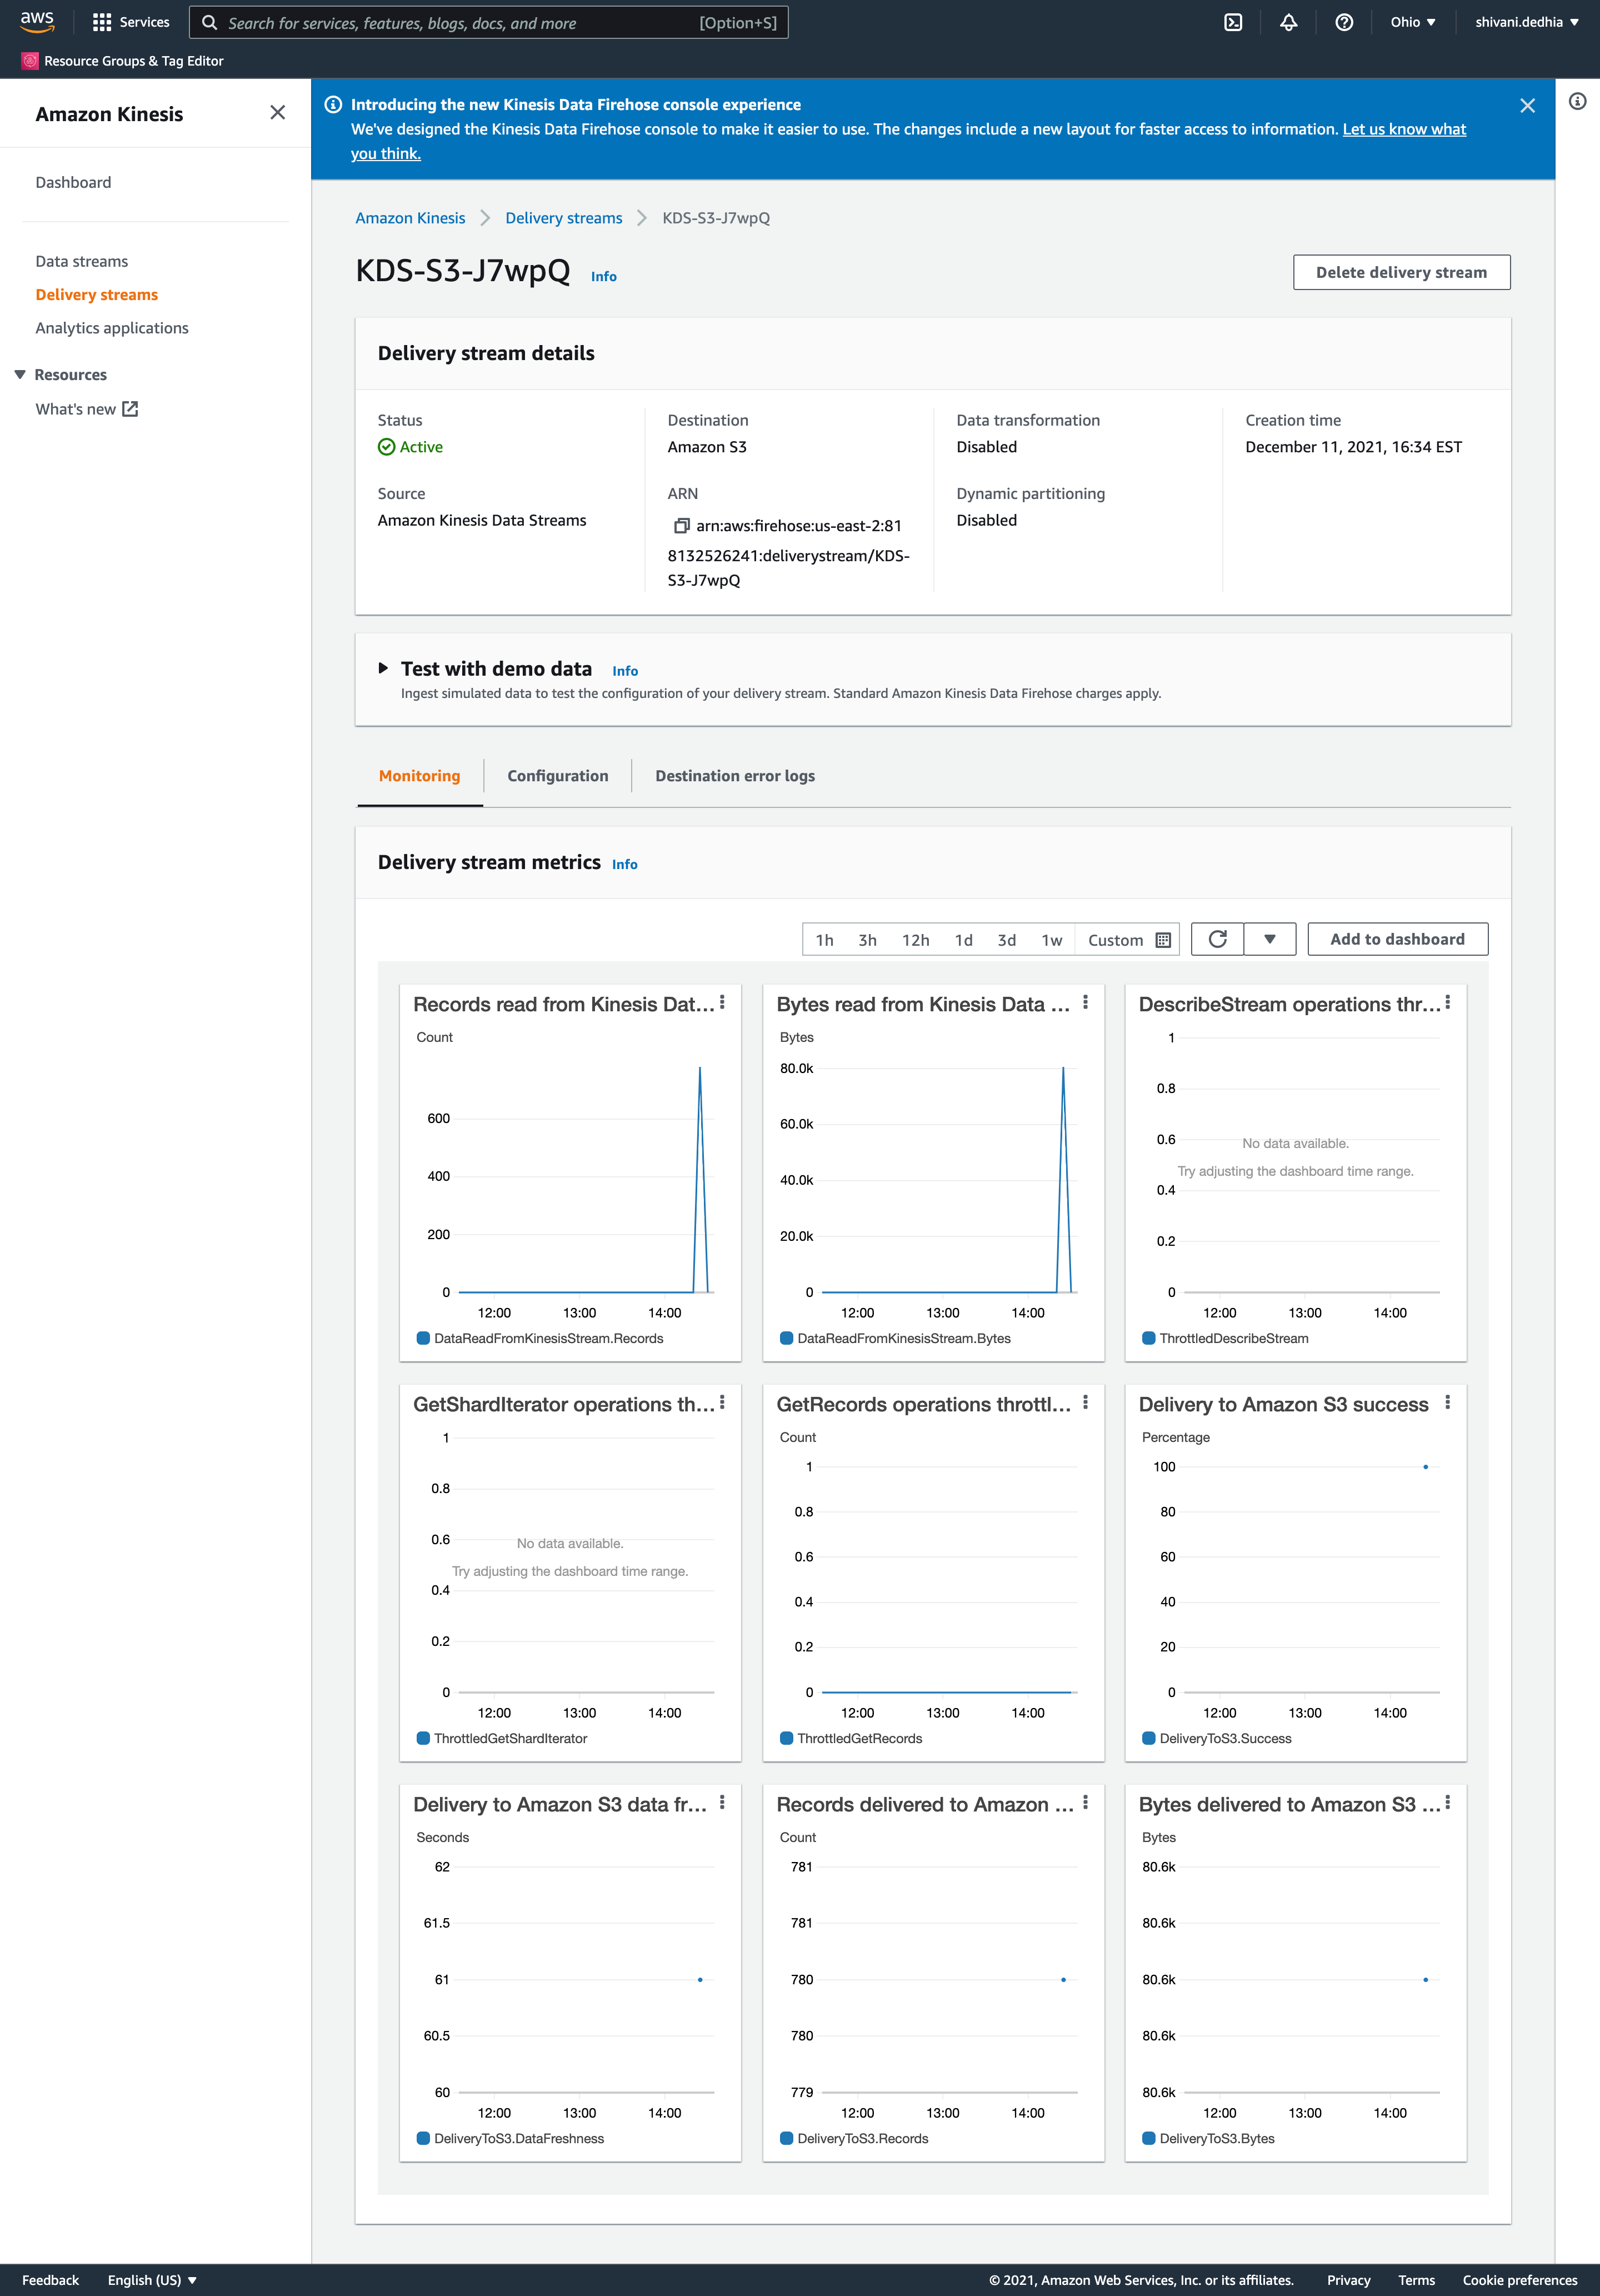 aws
Services
Search for services, features, blogs, docs, and more
[Option+S]
Ohio
shivani.dedhia
Resource Groups & Tag Editor
Amazon Kinesis
Dashboard
Data streams
Delivery streams
Analytics applications
Resources
What's new
Introducing the new Kinesis Data Firehose console experience
We've designed the Kinesis Data Firehose console to make it easier to use. The changes include a new layout for faster access to information. Let us know what
you think.
Amazon Kinesis
Delivery streams
KDS-S3-J7wpQ
KDS-S3-J7wpQ
Info
Delete delivery stream
Delivery stream details
Status
Active
Source
Amazon Kinesis Data Streams
Destination
Amazon S3
ARN
arn:aws:firehose:us-east-2:81
8132526241:deliverystream/KDS-
S3-J7wpQ
Data transformation
Disabled
Dynamic partitioning
Disabled
Creation time
December 11, 2021, 16:34 EST
Test with demo data
Info
Ingest simulated data to test the configuration of your delivery stream. Standard Amazon Kinesis Data Firehose charges apply.
Monitoring
Configuration
Destination error logs
Delivery stream metrics
Info
1h
3h
12h
1d
3d
1w
Custom
Add to dashboard
Records read from Kinesis Dat...
Count
600
400
200
0
12:00
13:00
14:00
DataReadFromKinesisStream.Records
Bytes read from Kinesis Data ...
Bytes
80.0k
60.0k
40.0k
20.0k
0
12:00
13:00
14:00
DataReadFromKinesisStream.Bytes
DescribeStream operations thr...
1
0.8
0.6
No data available.
Try adjusting the dashboard time range.
0.4
0.2
0
12:00
13:00
14:00
ThrottledDescribeStream
GetShardIterator operations th...
1
0.8
0.6
No data available.
Try adjusting the dashboard time range.
0.4
0.2
0
12:00
13:00
14:00
ThrottledGetShardIterator
GetRecords operations throttl...
Count
1
0.8
0.6
0.4
0.2
0
12:00
13:00
14:00
ThrottledGetRecords
Delivery to Amazon S3 success
Percentage
100
80
60
40
20
0
12:00
13:00
14:00
DeliveryToS3.Success
Delivery to Amazon S3 data fr...
Seconds
62
61.5
61
60.5
60
12:00
13:00
14:00
DeliveryToS3.DataFreshness
Records delivered to Amazon ...
Count
781
781
780
780
779
12:00
13:00
14:00
DeliveryToS3.Records
Bytes delivered to Amazon S3 ...
Bytes
80.6k
80.6k
80.6k
80.6k
80.6k
12:00
13:00
14:00
DeliveryToS3.Bytes
Feedback
English (US)
© 2021, Amazon Web Services, Inc. or its affiliates.
Privacy
Terms
Cookie preferences